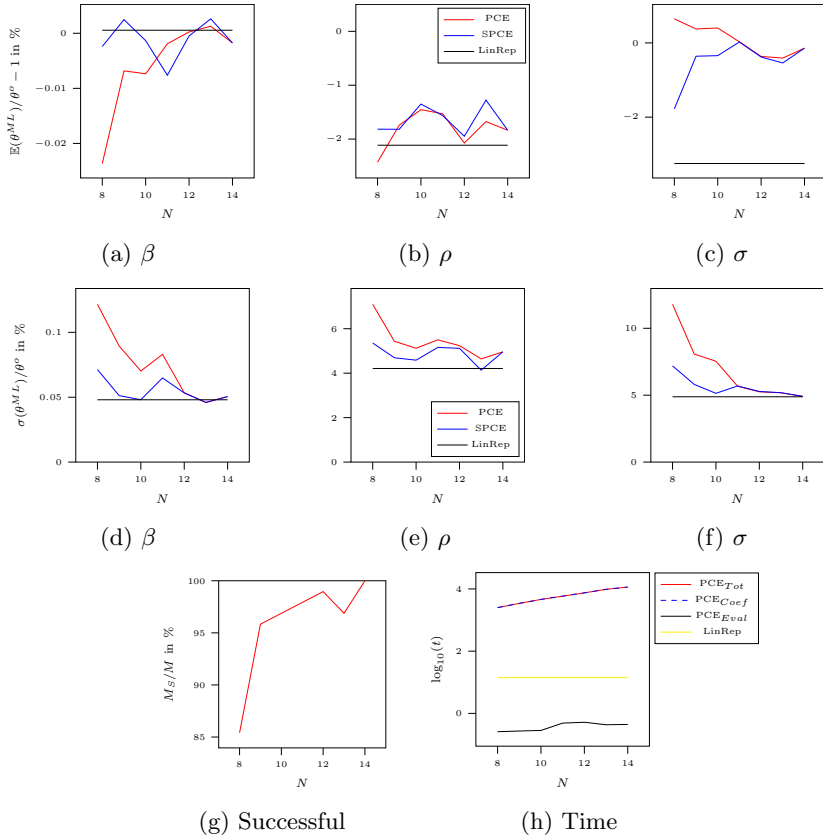 0
−0.01
−0.02
E(θ^{ML})/θ^o − 1 in %
8 10 12 14
N
(a) β
0
−1
−2
8 10 12 14
N
PCE
SPCE
LinRep
(b) ρ
0
−2
8 10 12 14
N
(c) σ
0.1
0.05
0
σ(θ^{ML})/θ^o in %
8 10 12 14
N
(d) β
6
4
2
0
8 10 12 14
N
PCE
SPCE
LinRep
(e) ρ
10
5
0
8 10 12 14
N
(f) σ
100
95
90
85
M_S/M in %
8 10 12 14
N
(g) Successful
4
2
0
log_{10}(t)
8 10 12 14
N
PCE_{Tot}
PCE_{Coef}
PCE_{Eval}
LinRep
(h) Time